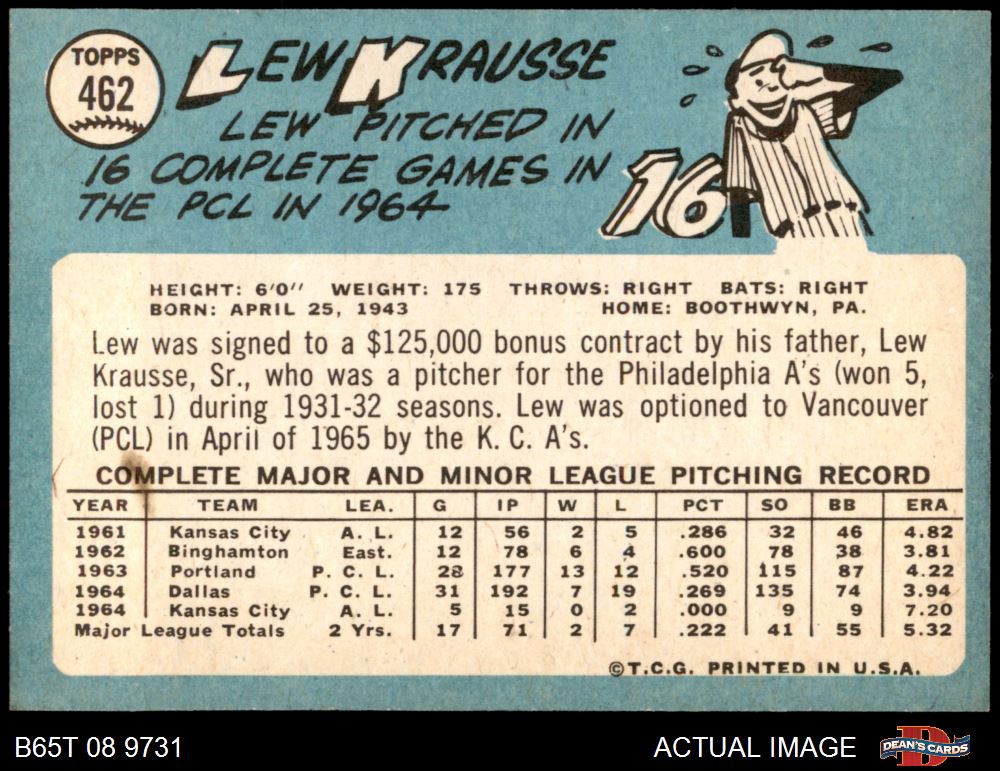 TOPPS
462
LEW KRAUSSE
LEW PITCHED IN
16 COMPLETE GAMES IN
THE PCL IN 1964
16
HEIGHT: 6'0" WEIGHT: 175 THROWS: RIGHT BATS: RIGHT
BORN: APRIL 25, 1943 HOME: BOOTHWYN, PA.
Lew was signed to a $125,000 bonus contract by his father, Lew
Krausse, Sr., who was a pitcher for the Philadelphia A's (won 5,
lost 1) during 1931-32 seasons. Lew was optioned to Vancouver
(PCL) in April of 1965 by the K. C. A's.
COMPLETE MAJOR AND MINOR LEAGUE PITCHING RECORD
YEAR TEAM LEA. G IP W L PCT SO BB ERA
1961 Kansas City A. L. 12 56 2 5 .286 32 46 4.82
1962 Binghamton East. 12 78 6 4 .600 78 38 3.81
1963 Portland P. C. L. 28 177 13 12 .520 115 87 4.22
1964 Dallas P. C. L. 31 192 7 19 .269 135 74 3.94
1964 Kansas City A. L. 5 15 0 2 .000 9 9 7.20
Major League Totals 2 Yrs. 17 71 2 7 .222 41 55 5.32
©T.C.G. PRINTED IN U.S.A.
B65T 08 9731 ACTUAL IMAGE DEAN'S CARDS